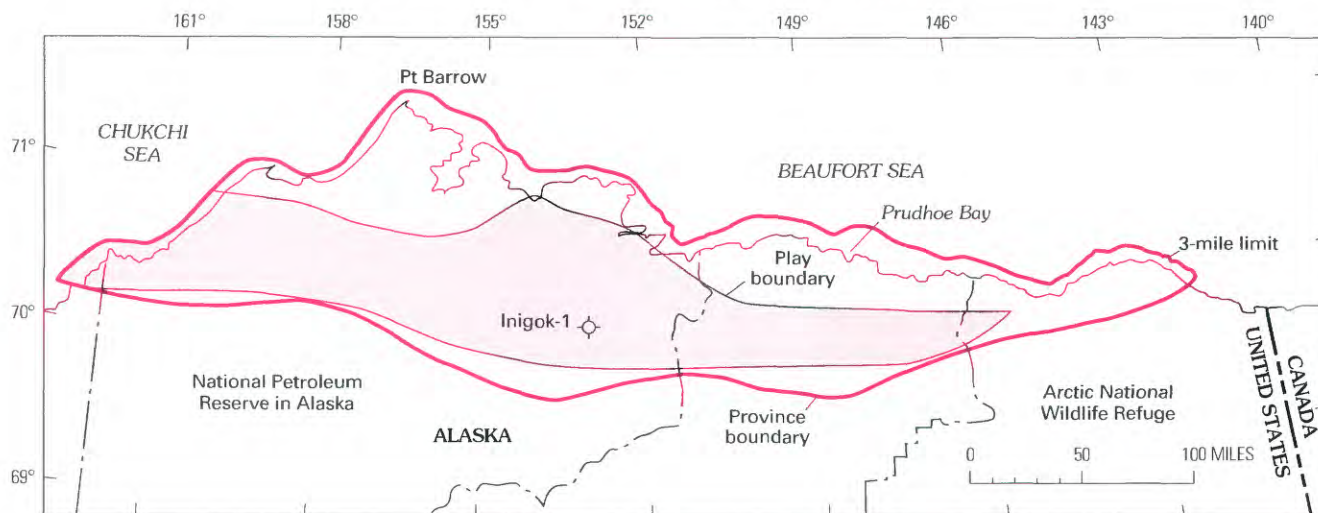 161° 158° 155° 152° 149° 146° 143° 140°
Pt Barrow
CHUKCHI
SEA
71°
BEAUFORT SEA
Prudhoe Bay
3-mile limit
Play
boundary
70°
Inigok-1
National Petroleum
Reserve in Alaska
ALASKA
Province
boundary
Arctic National
Wildlife Refuge
UNITED STATES
CANADA
0 50 100 MILES
69°